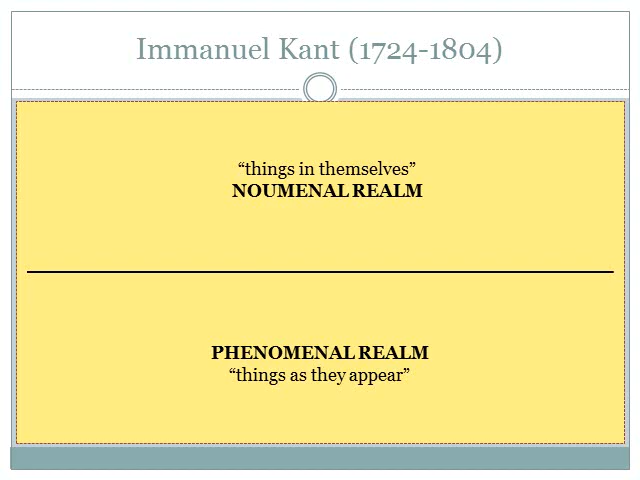 Immanuel Kant (1724-1804)
“things in themselves”
NOUMENAL REALM
PHENOMENAL REALM
“things as they appear”